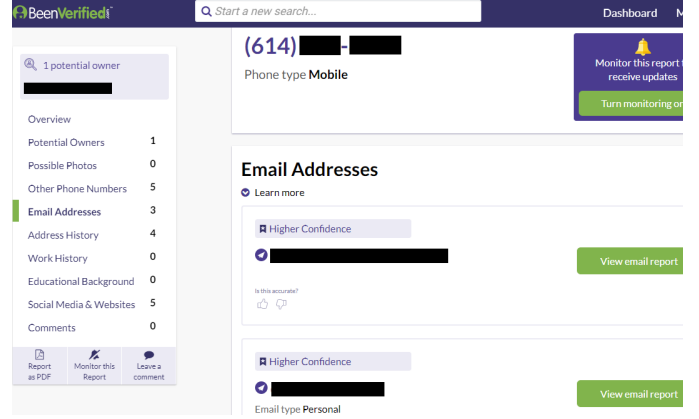 BeenVerified
Start a new search...
Dashboard
1 potential owner
Overview
Potential Owners 1
Possible Photos 0
Other Phone Numbers 5
Email Addresses 3
Address History 4
Work History 0
Educational Background 0
Social Media & Websites 5
Comments 0
Report as PDF
Monitor this Report
Leave a comment
(614) -
Phone type Mobile
Monitor this report
receive updates
Turn monitoring
Email Addresses
Learn more
Higher Confidence
View email report
Is this accurate?
Higher Confidence
View email report
Email type Personal